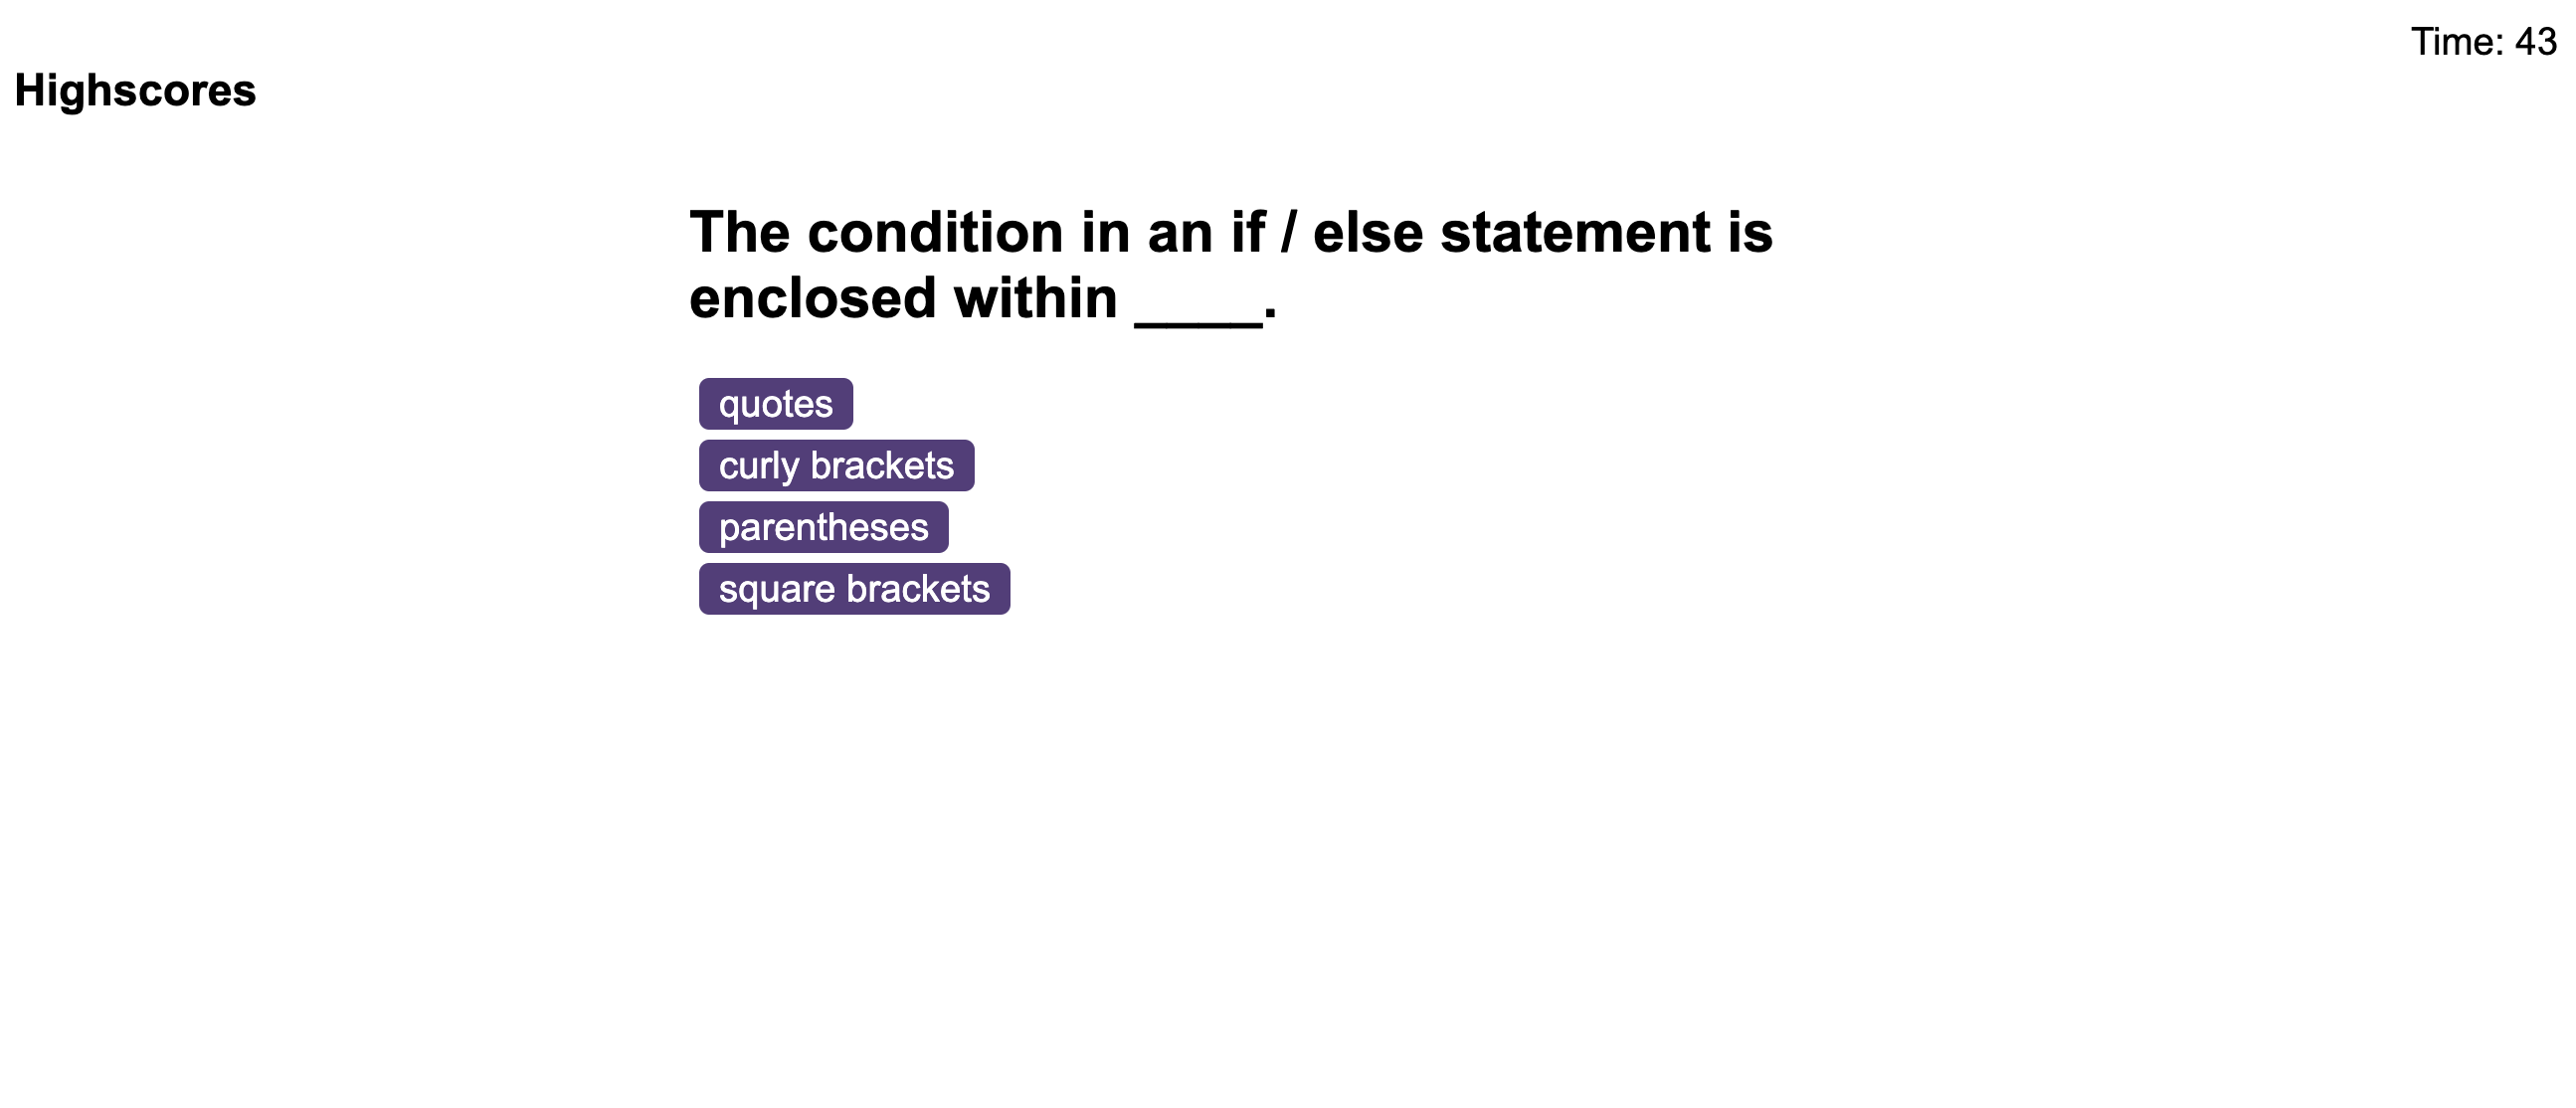 Time: 43
Highscores
The condition in an if / else statement is
enclosed within ____.
quotes
curly brackets
parentheses
square brackets